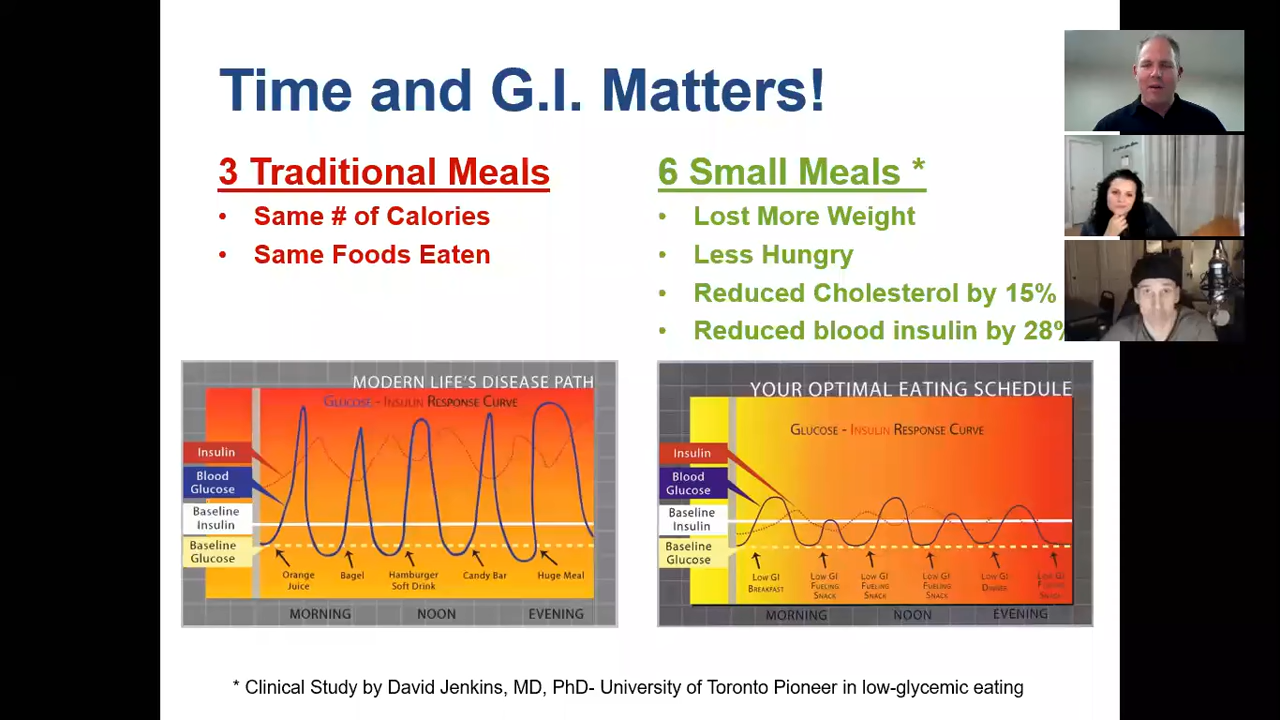 Time and G.I. Matters!
3 Traditional Meals
• Same # of Calories
• Same Foods Eaten
6 Small Meals *
• Lost More Weight
• Less Hungry
• Reduced Cholesterol by 15%
• Reduced blood insulin by 28%
MODERN LIFE'S DISEASE PATH
GLUCOSE - INSULIN RESPONSE CURVE
Insulin
Blood
Glucose
Baseline
Insulin
Baseline
Glucose
Orange
Juice
Bagel
Hamburger
Soft Drink
Candy Bar
Huge Meal
MORNING
NOON
EVENING
YOUR OPTIMAL EATING SCHEDULE
GLUCOSE - INSULIN RESPONSE CURVE
Insulin
Blood
Glucose
Baseline
Insulin
Baseline
Glucose
LOW GI
BREAKFAST
LOW GI
FUELING
SNACK
LOW GI
FUELING
SNACK
LOW GI
FUELING
SNACK
LOW GI
DINNER
LOW GI
FUELING
SNACK
MORNING
NOON
EVENING
* Clinical Study by David Jenkins, MD, PhD- University of Toronto Pioneer in low-glycemic eating